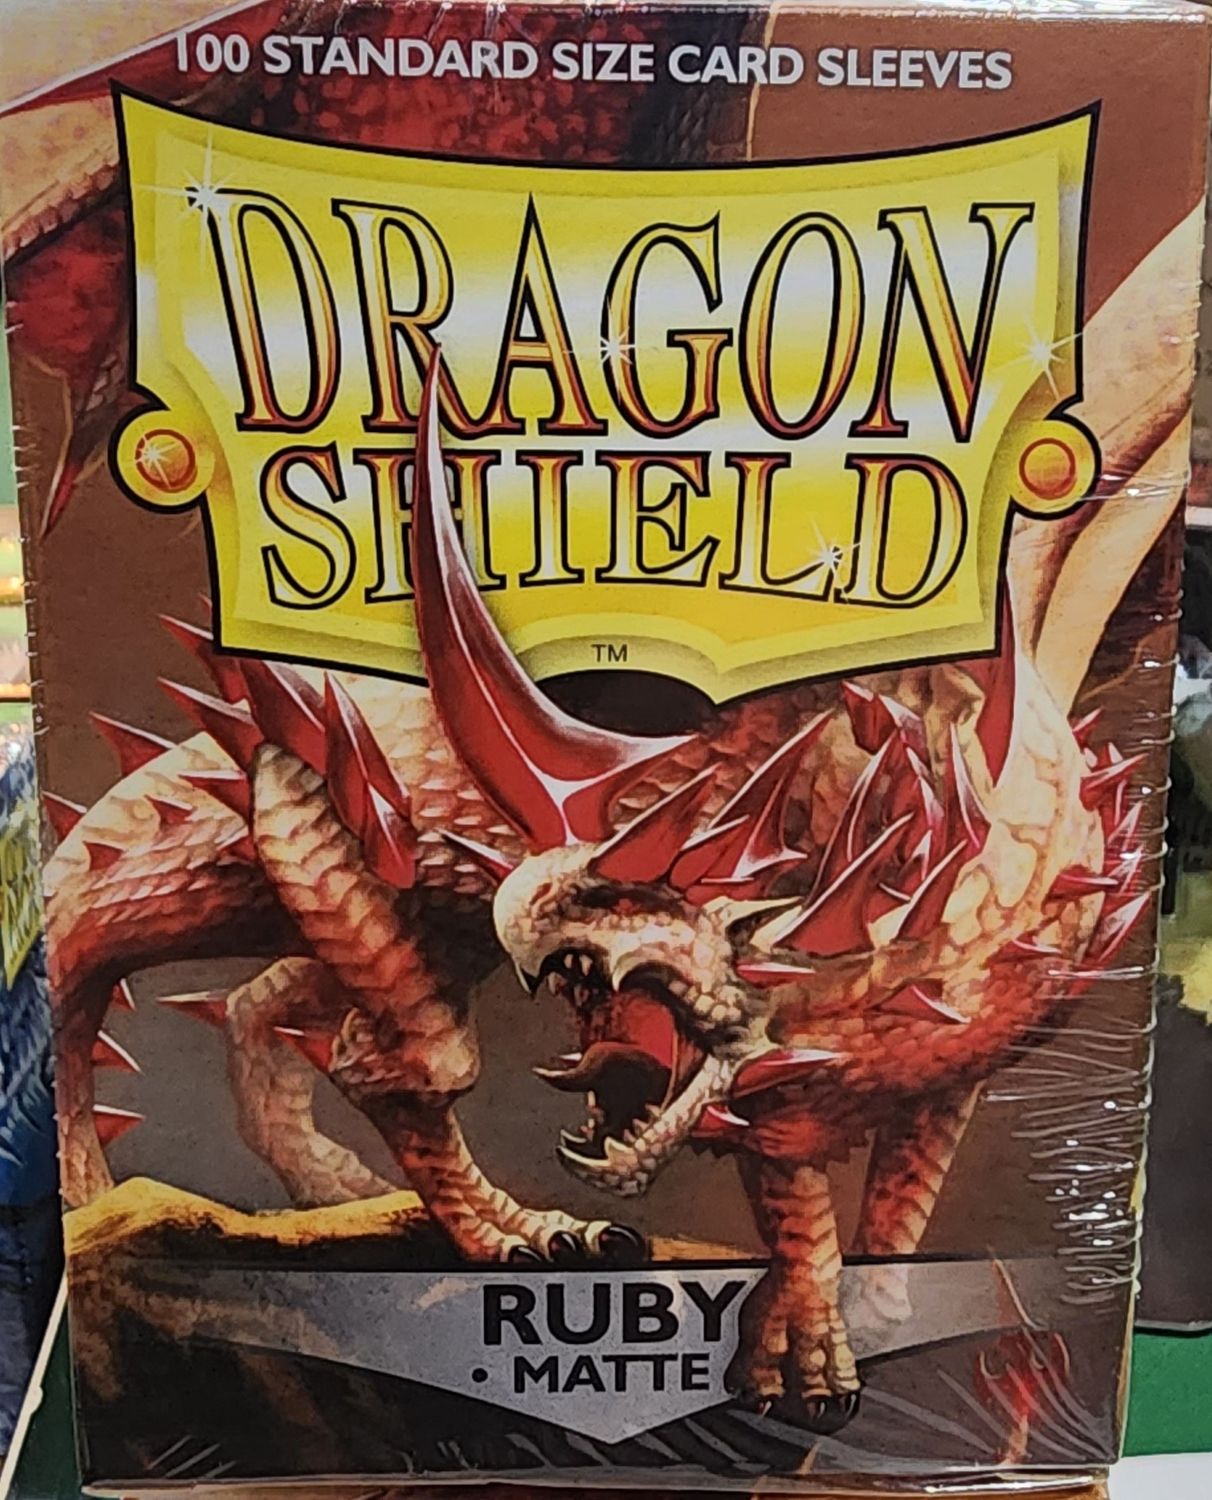 100 STANDARD SIZE CARD SLEEVES
DRAGON
SHIELD
TM
RUBY
• MATTE